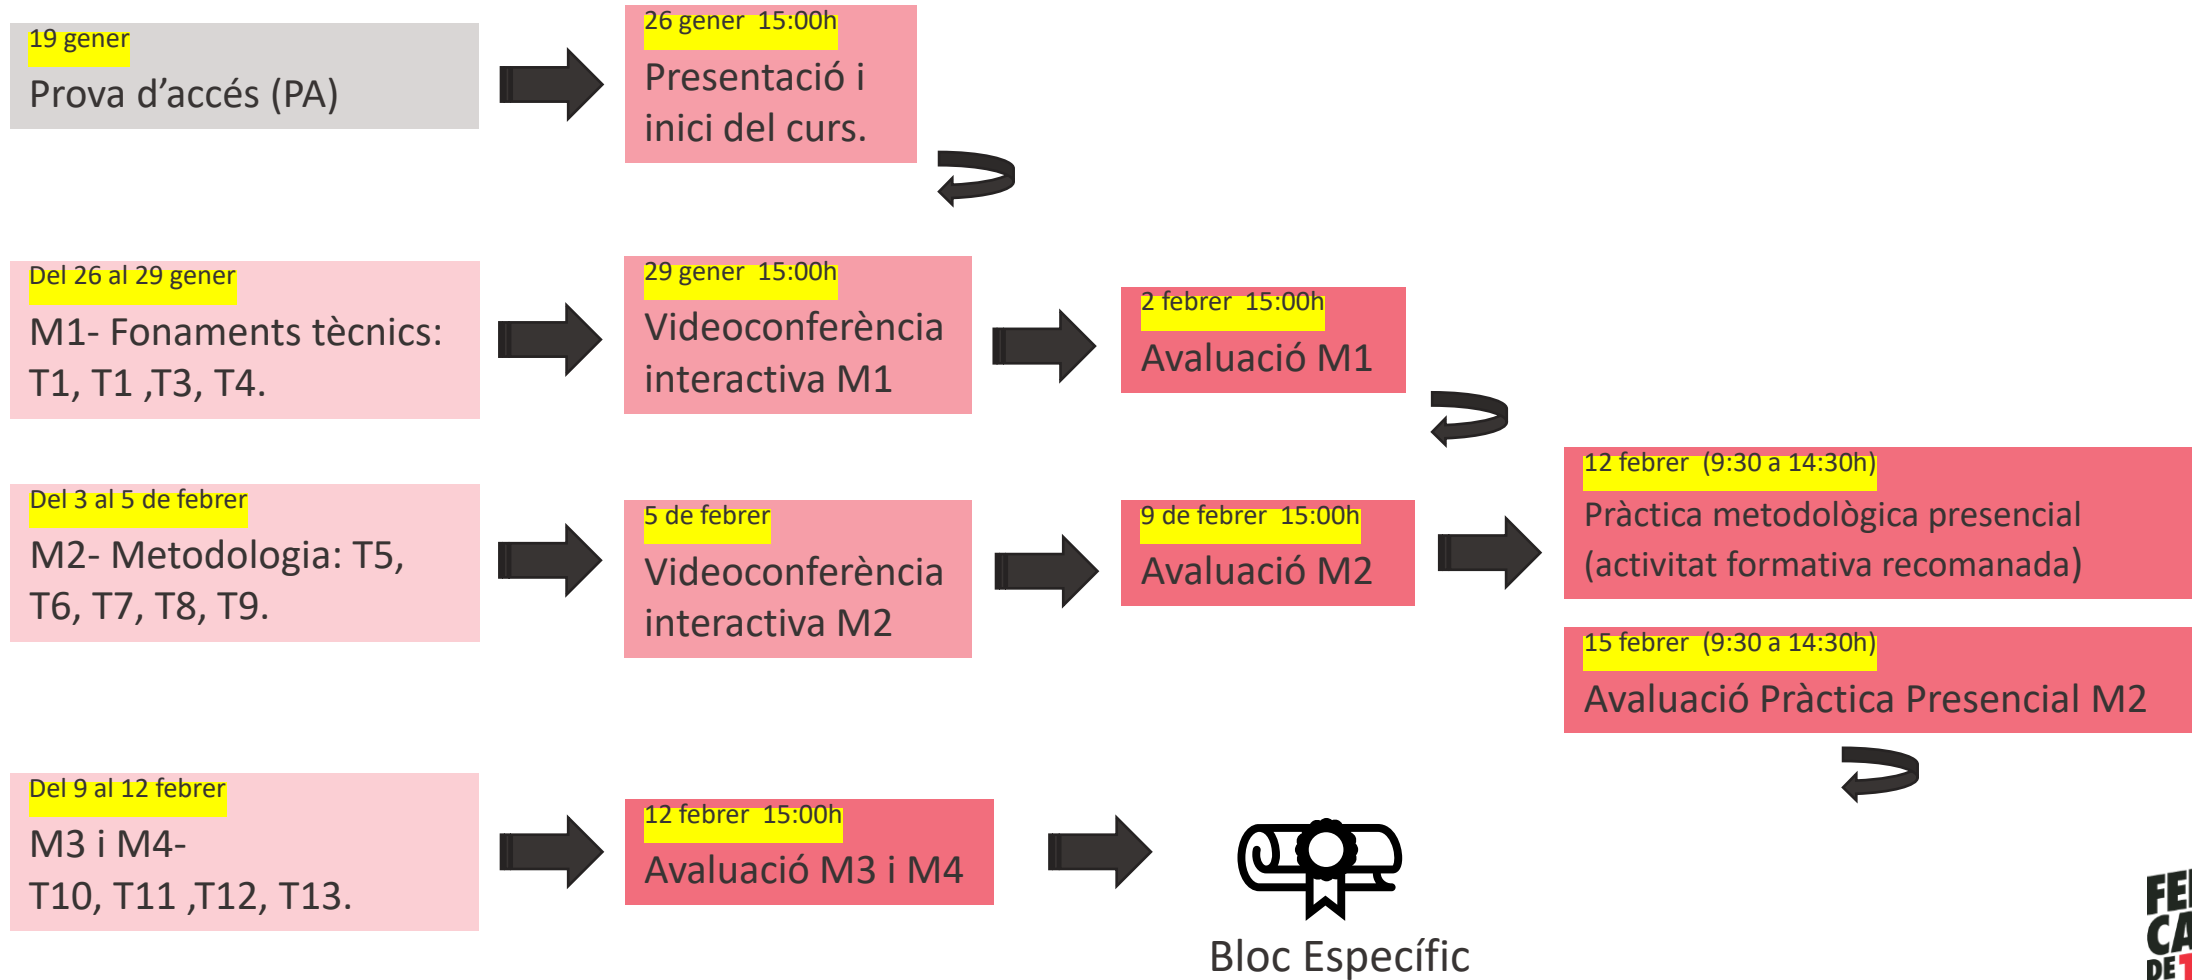 19 gener
Prova d’accés (PA)
26 gener 15:00h
Presentació i
inici del curs.
Del 26 al 29 gener
M1- Fonaments tècnics:
T1, T1 ,T3, T4.
29 gener 15:00h
Videoconferència
interactiva M1
2 febrer 15:00h
Avaluació M1
Del 3 al 5 de febrer
M2- Metodologia: T5,
T6, T7, T8, T9.
5 de febrer
Videoconferència
interactiva M2
9 de febrer 15:00h
Avaluació M2
12 febrer (9:30 a 14:30h)
Pràctica metodològica presencial
(activitat formativa recomanada)
15 febrer (9:30 a 14:30h)
Avaluació Pràctica Presencial M2
Del 9 al 12 febrer
M3 i M4-
T10, T11 ,T12, T13.
12 febrer 15:00h
Avaluació M3 i M4
Bloc Específic
DE